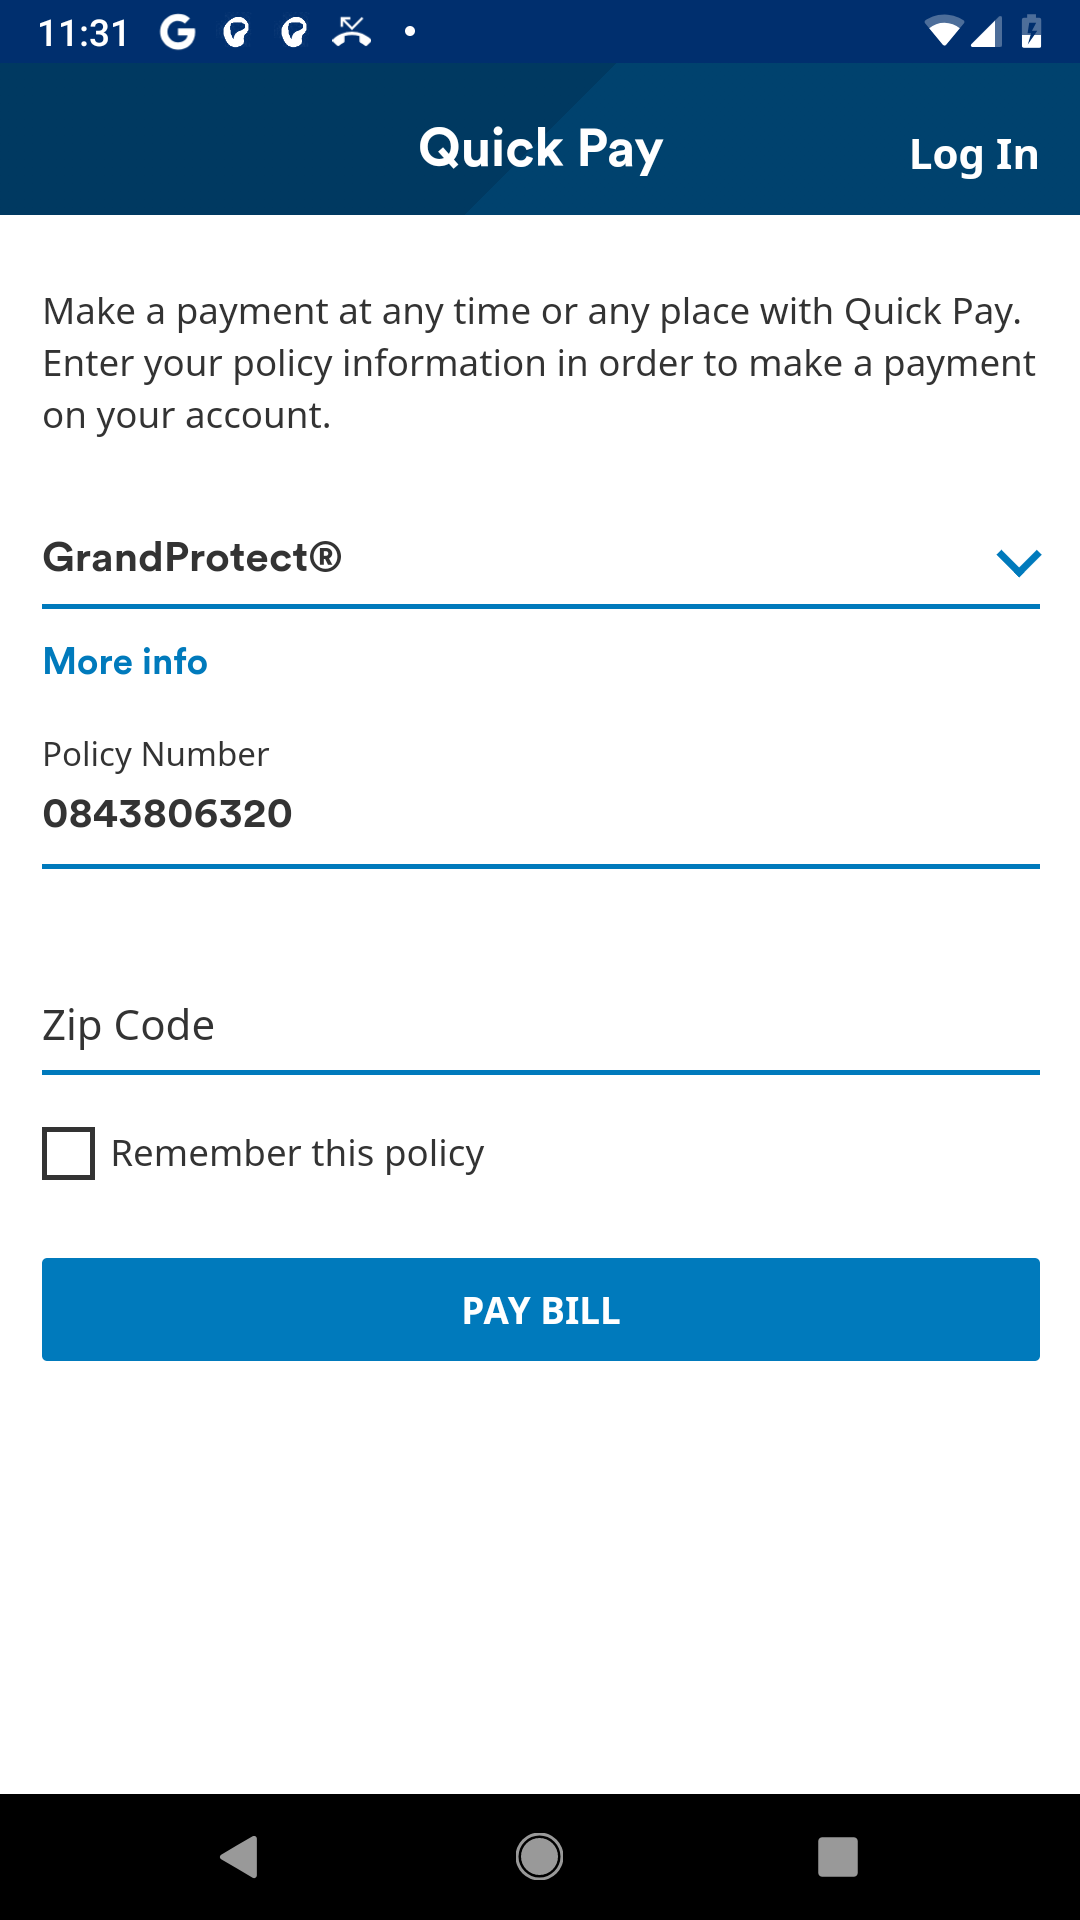 11:31
Quick Pay
Log In
Make a payment at any time or any place with Quick Pay.
Enter your policy information in order to make a payment
on your account.
GrandProtect®
More info
Policy Number
0843806320
Zip Code
Remember this policy
PAY BILL